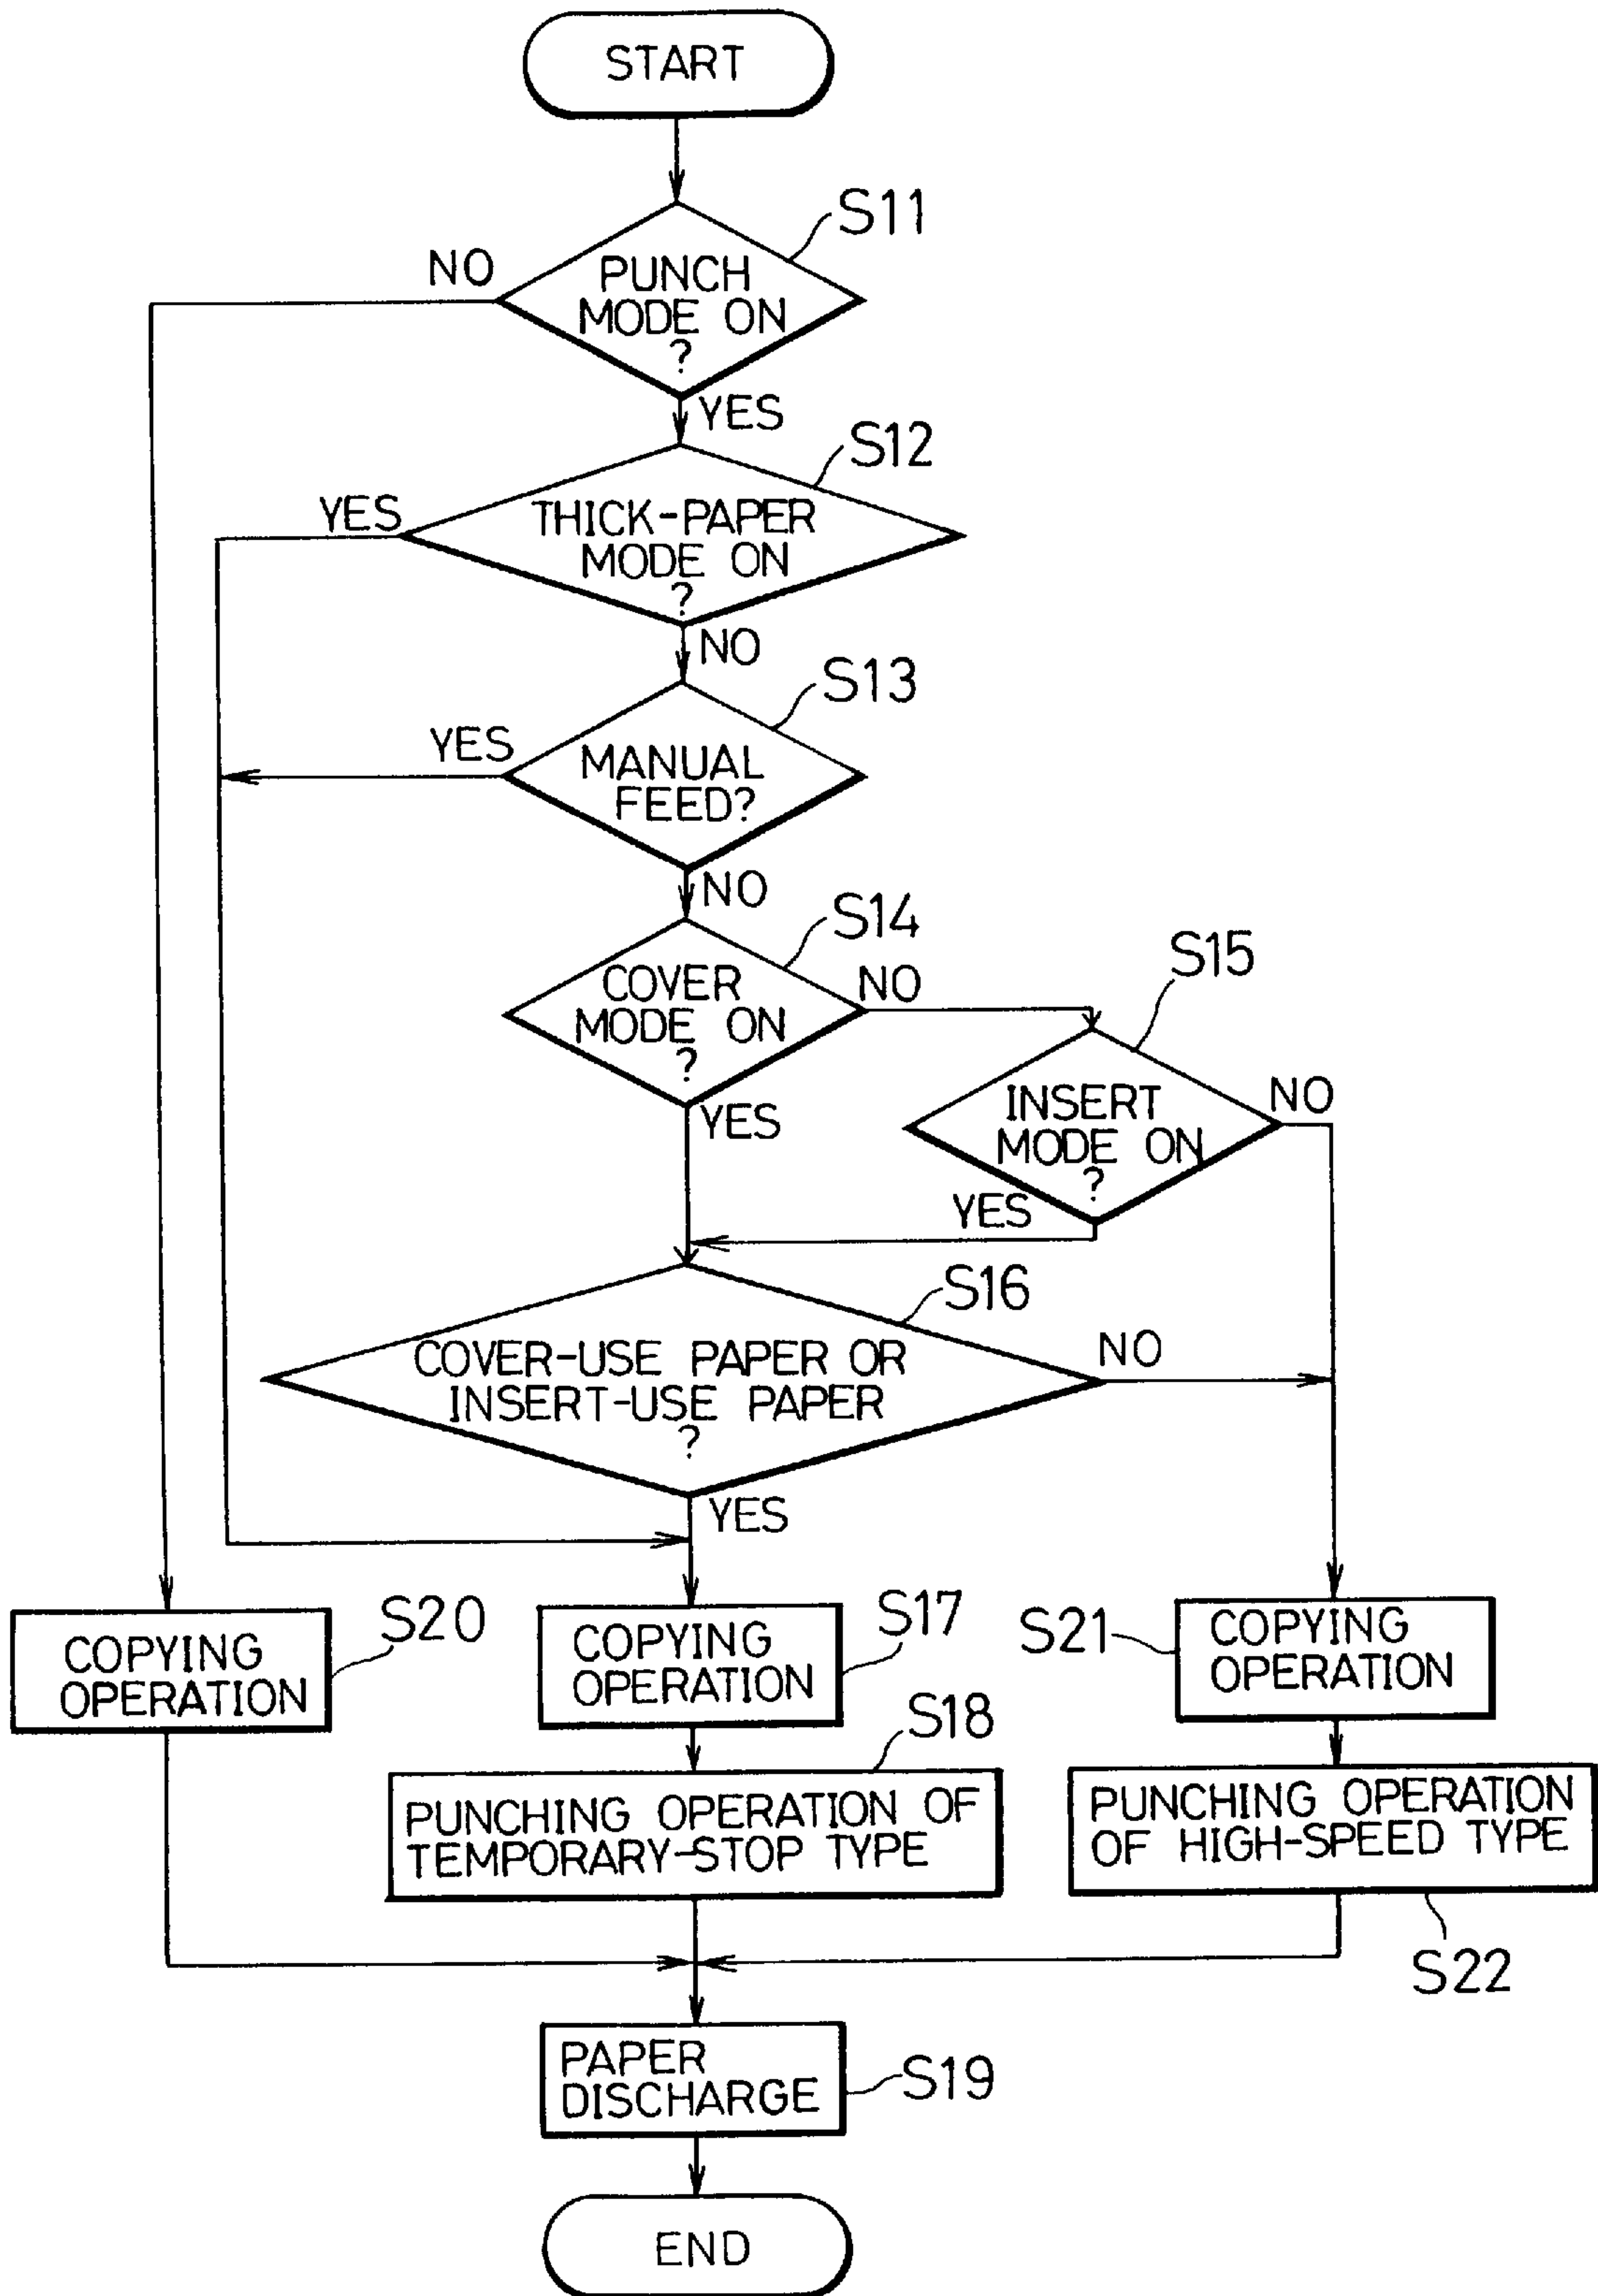 START
S11
NO
PUNCH
MODE ON
?
YES
S12
YES
THICK-PAPER
MODE ON
?
NO
S13
YES
MANUAL
FEED?
NO
S14
COVER
MODE ON
?
NO
YES
S15
INSERT
MODE ON
?
NO
YES
S16
COVER-USE PAPER OR
INSERT-USE PAPER
?
NO
YES
COPYING
OPERATION
S20
COPYING
OPERATION
S17
S21
COPYING
OPERATION
S18
PUNCHING OPERATION OF
TEMPORARY-STOP TYPE
PUNCHING OPERATION
OF HIGH-SPEED TYPE
S22
PAPER
DISCHARGE
S19
END